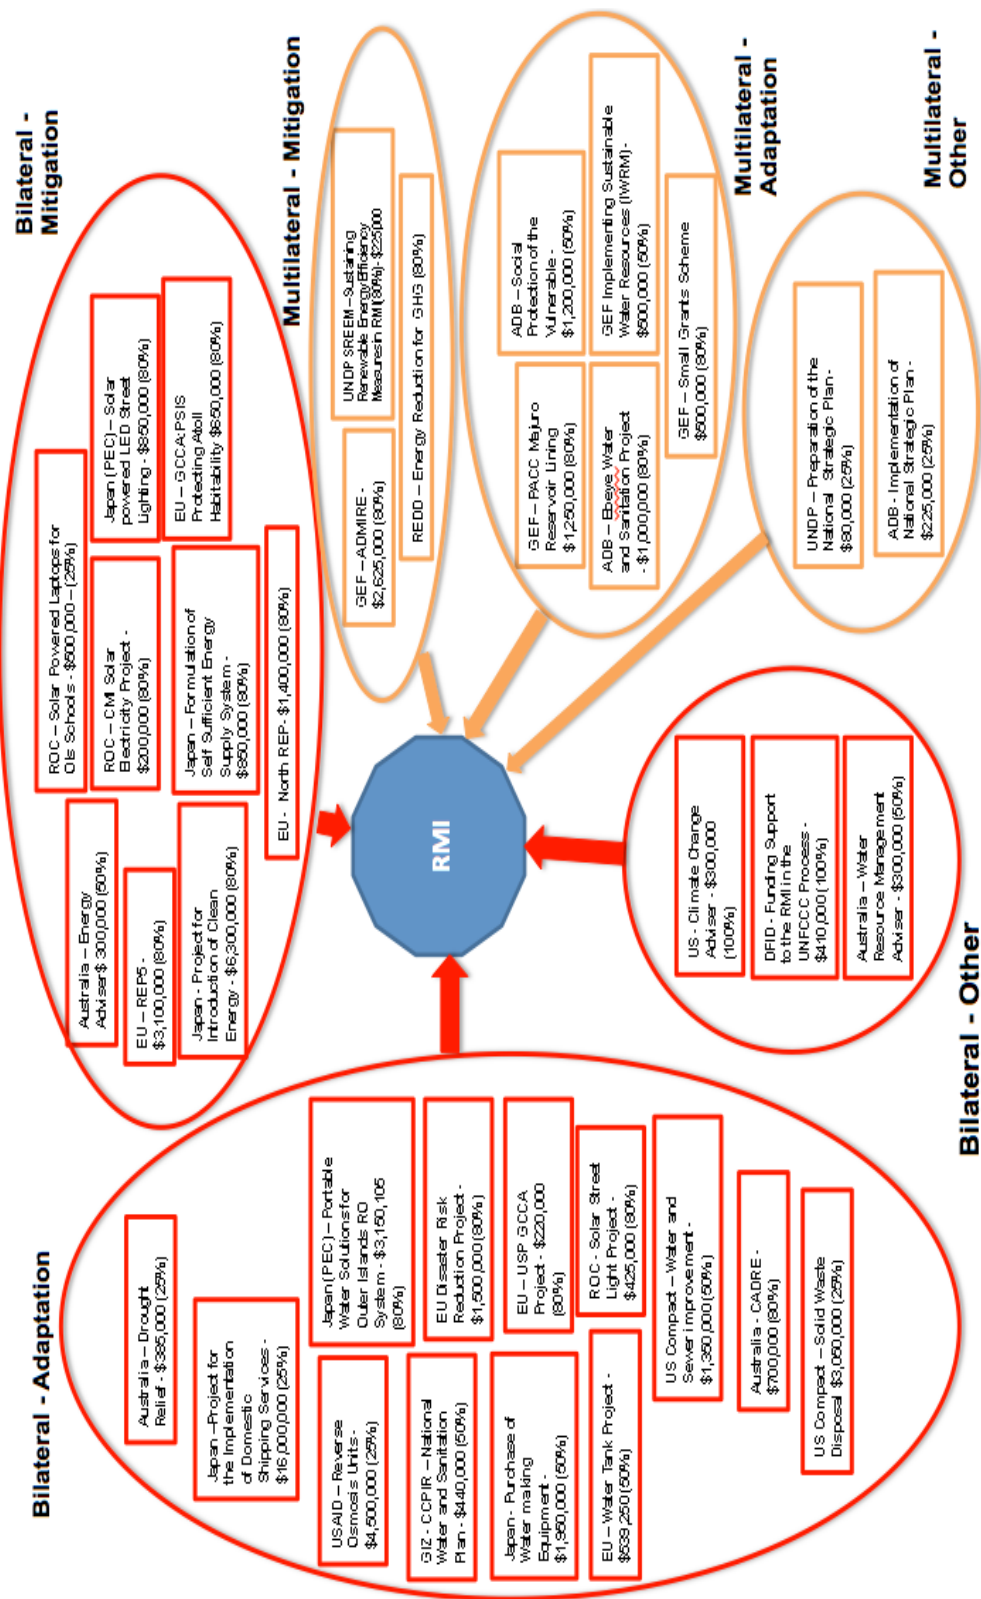 Bilateral - Adaptation
Australia – Drought
Relief - $385,000 (25%)
Japan –Project for
the Implementation
of Domestic
Shipping Services -
$16,000,000 (25%)
USAID – Reverse
Osmosis Units -
$4,500,000 (25%)
Japan (PEC) – Portable
Water Solutions for
Outer Islands RO
System - $3,150,105
(80%)
GIZ - CCPIR – National
Water and Sanitation
Plan - $440,000 (50%)
EU Disaster Risk
Reduction Project -
$1,500,000 (80%)
Japan - Purchase of
Water making
Equipment -
$1,950,000 (50%)
EU – USP GCCA
Project - $220,000
(80%)
EU – Water Tank Project -
$539,250 (50%)
ROC - Solar Street
Light Project -
$425,000 (80%)
US Compact – Water and
Sewer improvement -
$1,350,000 (50%)
Australia - CADRE -
$700,000 (80%)
US Compact – Solid Waste
Disposal $3,050,000 (25%)
Bilateral -
Mitigation
ROC – Solar Powered Laptops for
OIs Schools - $500,000 – (25%)
Australia – Energy
Adviser $ 300,000 (50%)
ROC – CMI Solar
Electricity Project -
$200,000 (80%)
Japan (PEC) – Solar
powered LED Street
Lighting - $850,000 (80%)
EU – REP5 -
$3,100,000 (80%)
Japan - Project for
Introduction of Clean
Energy - $6,300,000 (80%)
Japan – Formulation of
Self Sufficient Energy
Supply System -
$850,000 (80%)
EU – GCCA: PSIS
Protecting Atoll
Habitability $650,000 (80%)
EU - North REP- $1,400,000 (80%)
RMI
Multilateral - Mitigation
UNDP SREEM – Sustaining
Renewable Energy Efficiency
Measures in RMI (80%) - $225,000
GEF – ADMIRE -
$2,625,000 (80%)
REDD – Energy Reduction for GHG (80%)
Multilateral -
Adaptation
GEF – PACC Majuro
Reservoir Lining
$1,250,000 (80%)
ADB – Social
Protection of the
Vulnerable -
$1,200,000 (50%)
ADB – Ebeye Water
and Sanitation Project
- $1,000,000 (80%)
GEF Implementing Sustainable
Water Resources (IWRM) -
$500,000 (50%)
GEF – Small Grants Scheme
$500,000 (80%)
Multilateral -
Other
UNDP – Preparation of the
National Strategic Plan -
$80,000 (25%)
ADB - Implementation of
National Strategic Plan -
$225,000 (25%)
Bilateral - Other
US - Climate Change
Adviser - $300,000
(100%)
DFID - Funding Support
to the RMI in the
UNFCCC Process -
$410,000 (100%)
Australia – Water
Resource Management
Adviser - $300,000 (50%)